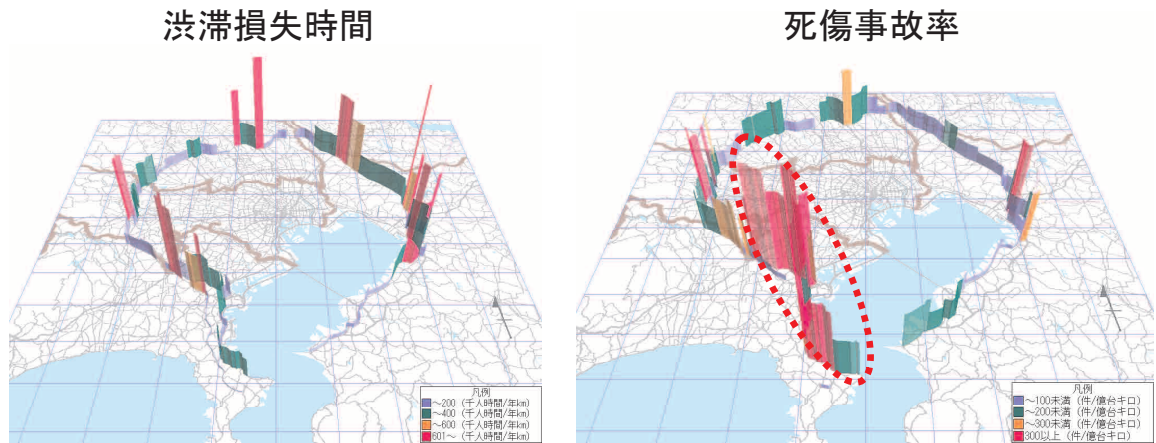 渋滞損失時間
死傷事故率
凡例
～200 (千人時間/年km)
～400 (千人時間/年km)
～600 (千人時間/年km)
601～ (千人時間/年km)
凡例
～100未満 (件/億台キロ)
～200未満 (件/億台キロ)
～300未満 (件/億台キロ)
300以上 (件/億台キロ)